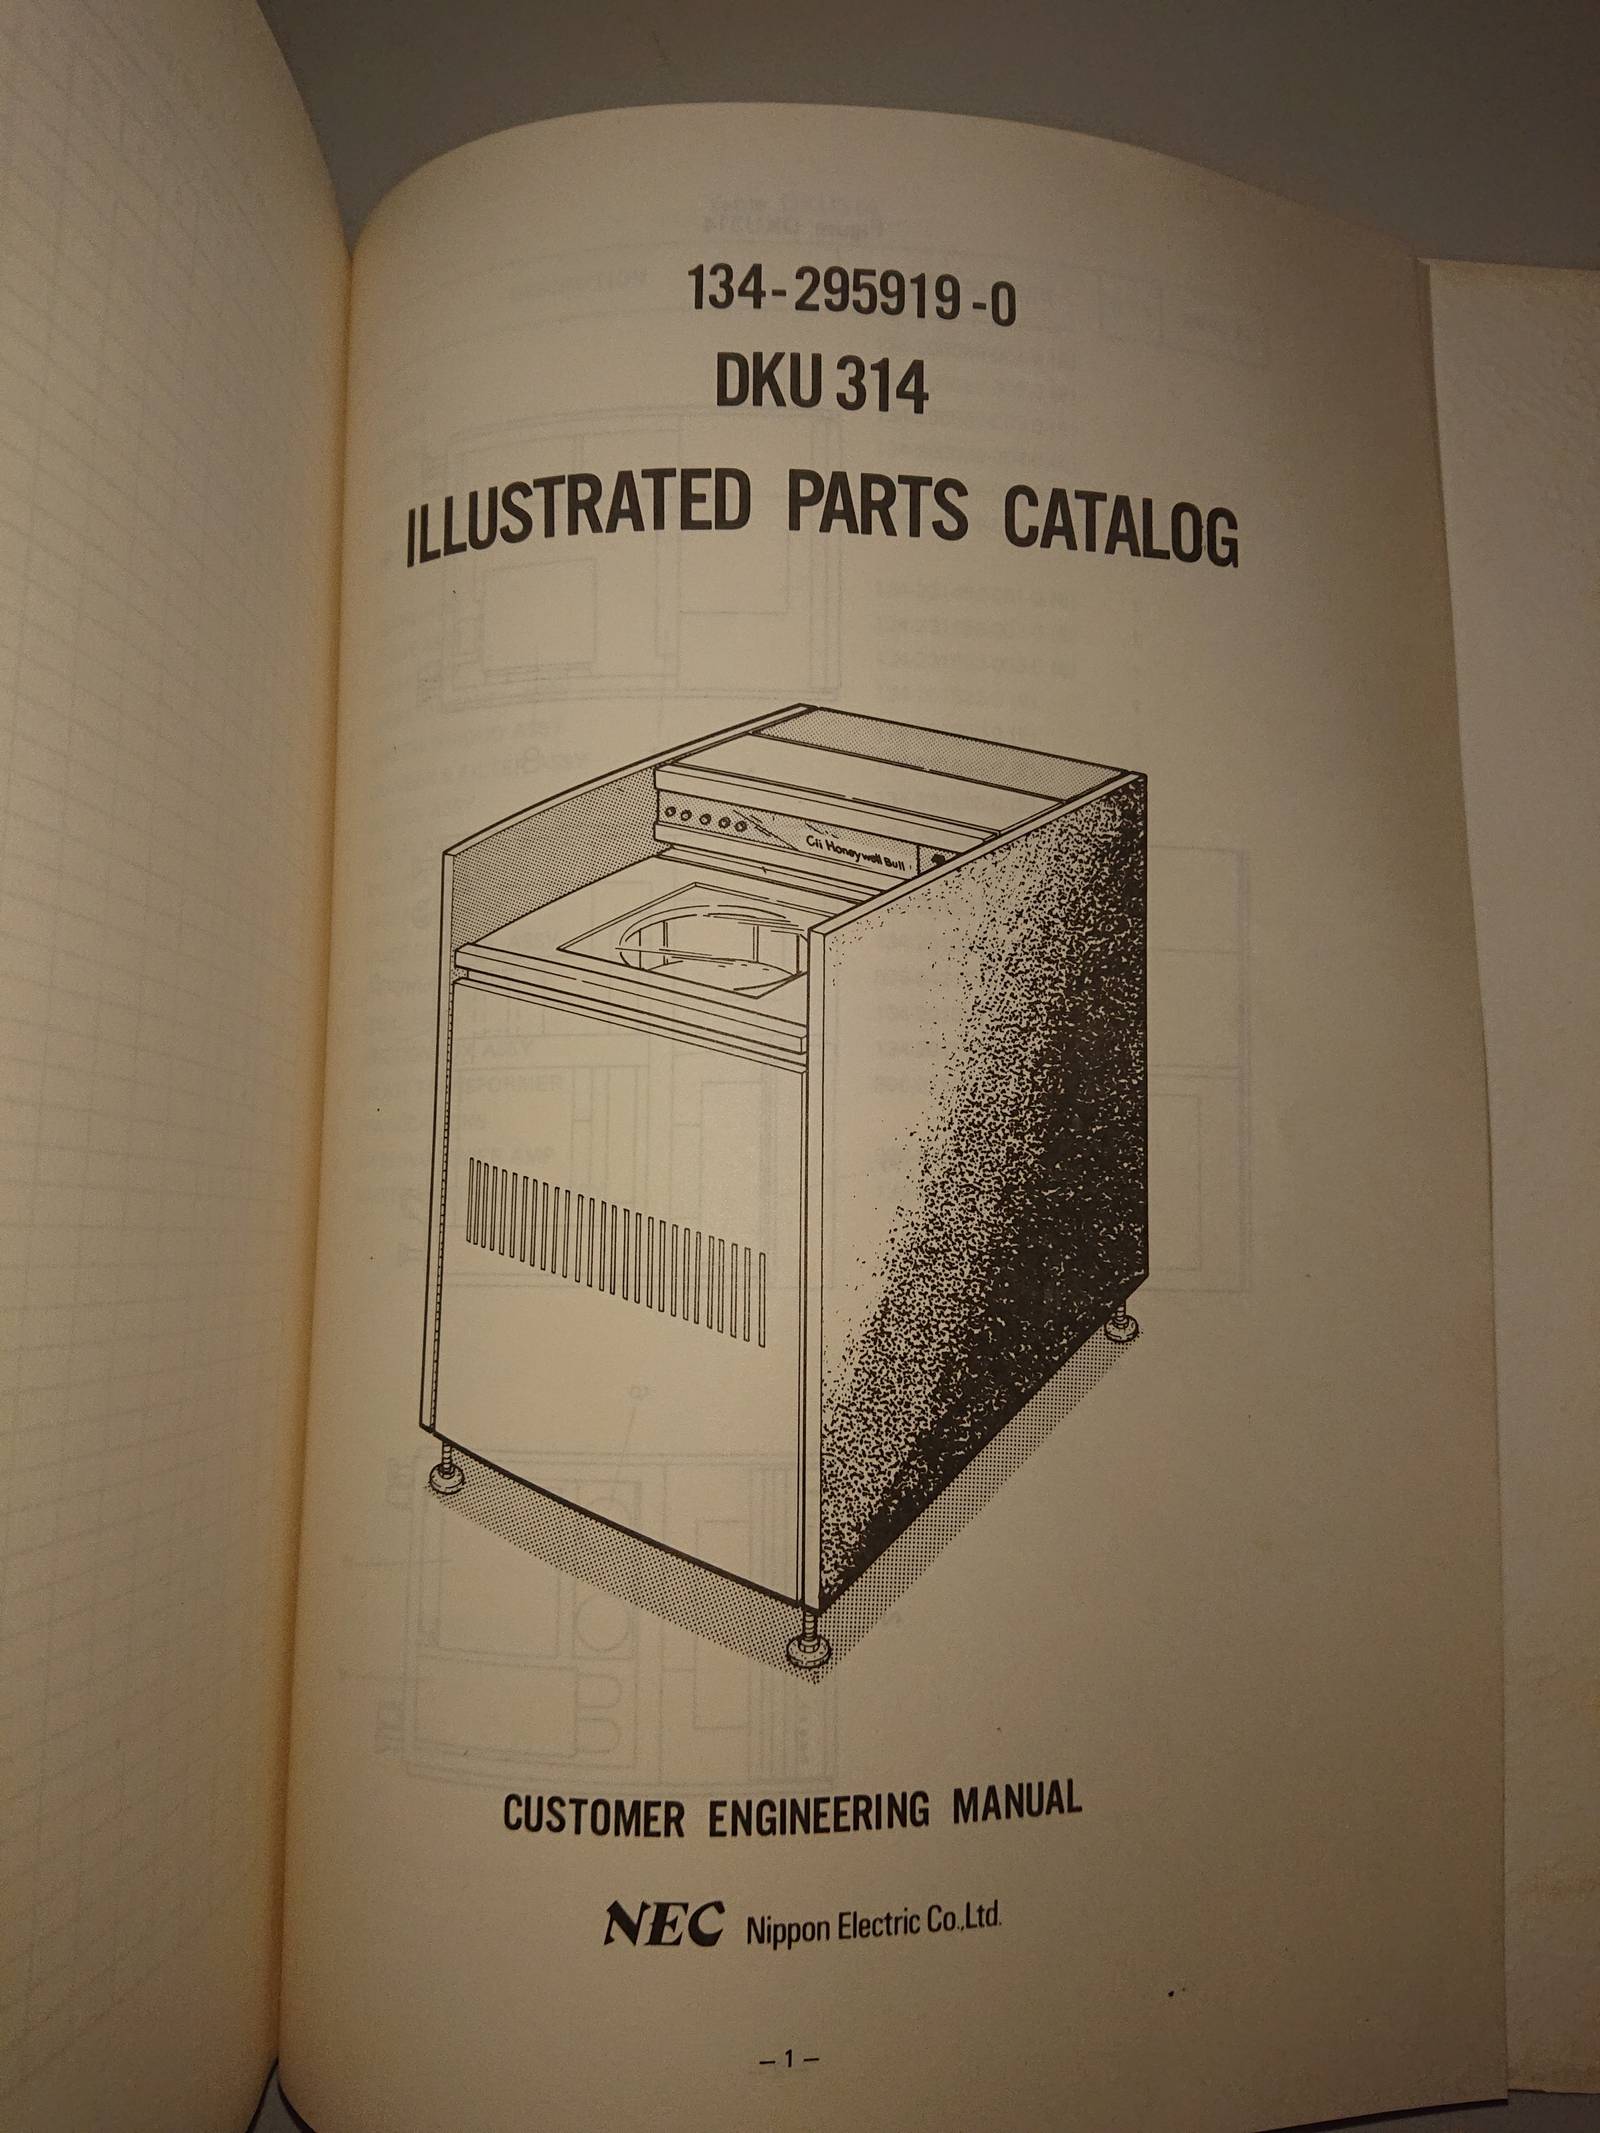 134-295919-0
DKU 314
ILLUSTRATED PARTS CATALOG
Cii Honeywell Bull
CUSTOMER ENGINEERING MANUAL
NEC Nippon Electric Co.,Ltd.
— 1 —